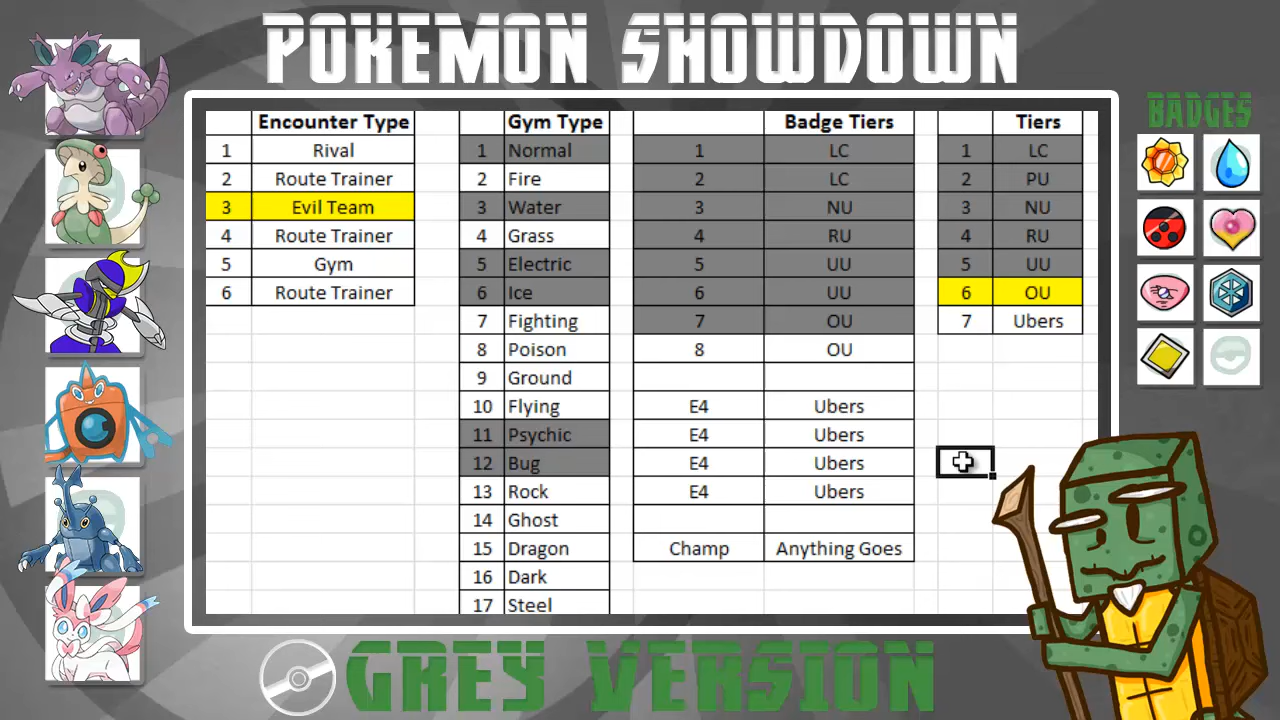 POKEMON SHOWDOWN
BADGES
Encounter Type Gym Type Badge Tiers Tiers
1 Rival 1 Normal 1 LC 1 LC
2 Route Trainer 2 Fire 2 LC 2 PU
3 Evil Team 3 Water 3 NU 3 NU
4 Route Trainer 4 Grass 4 RU 4 RU
5 Gym 5 Electric 5 UU 5 UU
6 Route Trainer 6 Ice 6 UU 6 OU
7 Fighting 7 OU 7 Ubers
8 Poison 8 OU
9 Ground
10 Flying E4 Ubers
11 Psychic E4 Ubers
12 Bug E4 Ubers
13 Rock E4 Ubers
14 Ghost
15 Dragon Champ Anything Goes
16 Dark
17 Steel
GREY VERSION